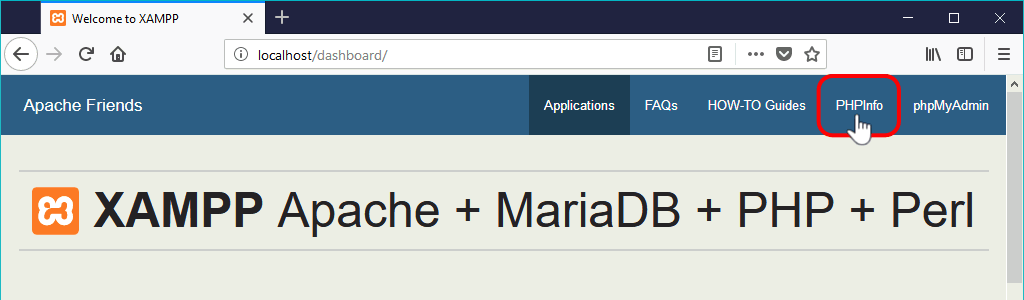 Welcome to XAMPP
localhost/dashboard/
Apache Friends Applications FAQs HOW-TO Guides PHPInfo phpMyAdmin
XAMPP Apache + MariaDB + PHP + Perl